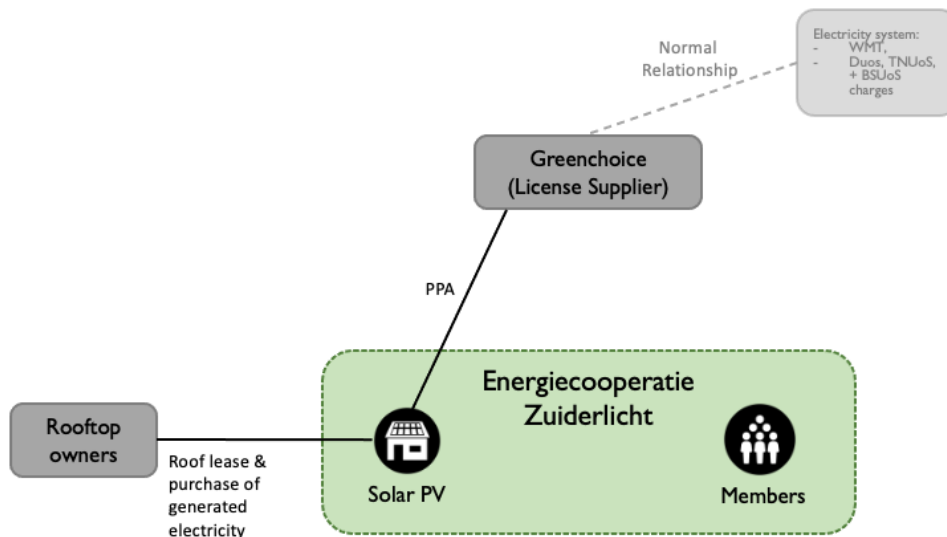 Electricity system:
- WMT,
- Duos, TNUoS,
+ BSUoS
charges
Normal
Relationship
Greenchoice
(License Supplier)
PPA
Energiecooperatie
Zuiderlicht
Rooftop
owners
Roof lease &
purchase of
generated
electricity
Solar PV
Members